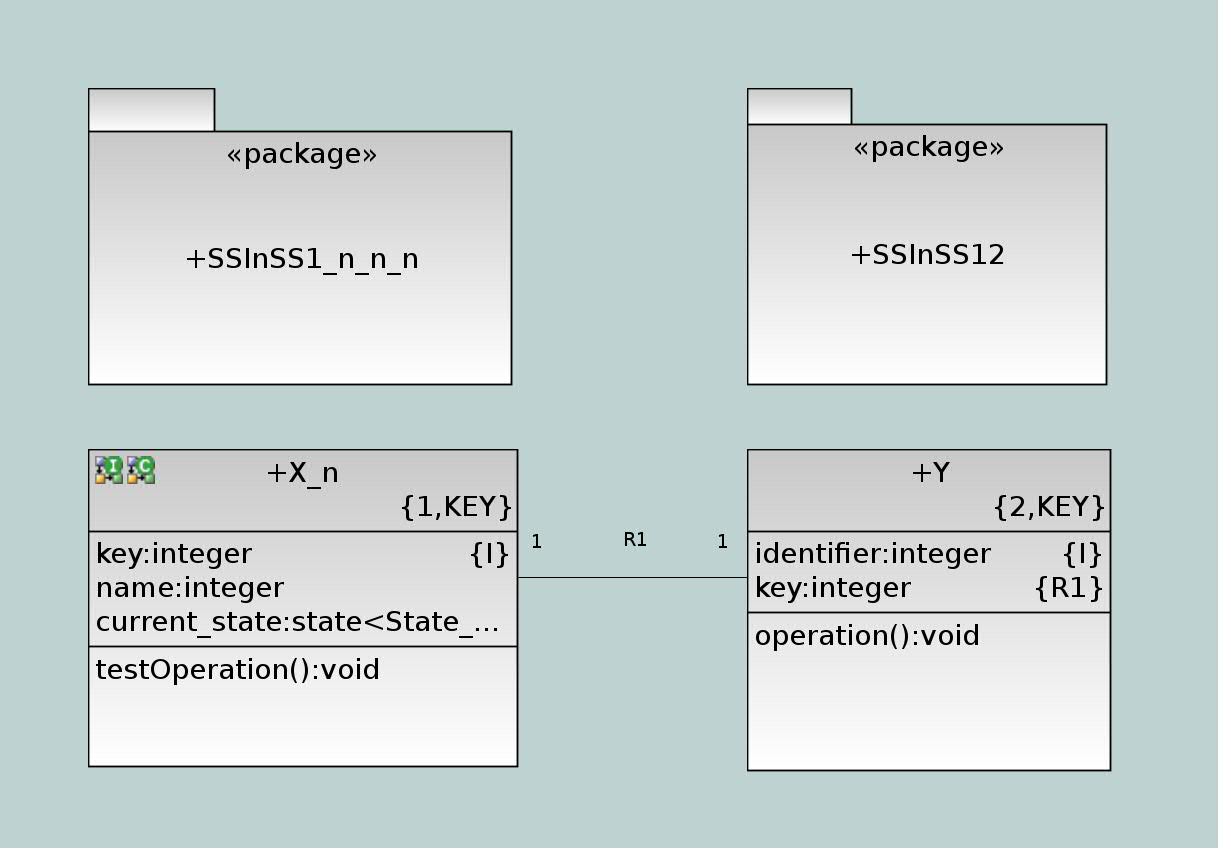 «package»
+SSInSS1_n_n_n
«package»
+SSInSS12
I C
+X_n
{1,KEY}
key:integer {I}
name:integer
current_state:state<State_...
testOperation():void
1 R1 1
+Y
{2,KEY}
identifier:integer {I}
key:integer {R1}
operation():void